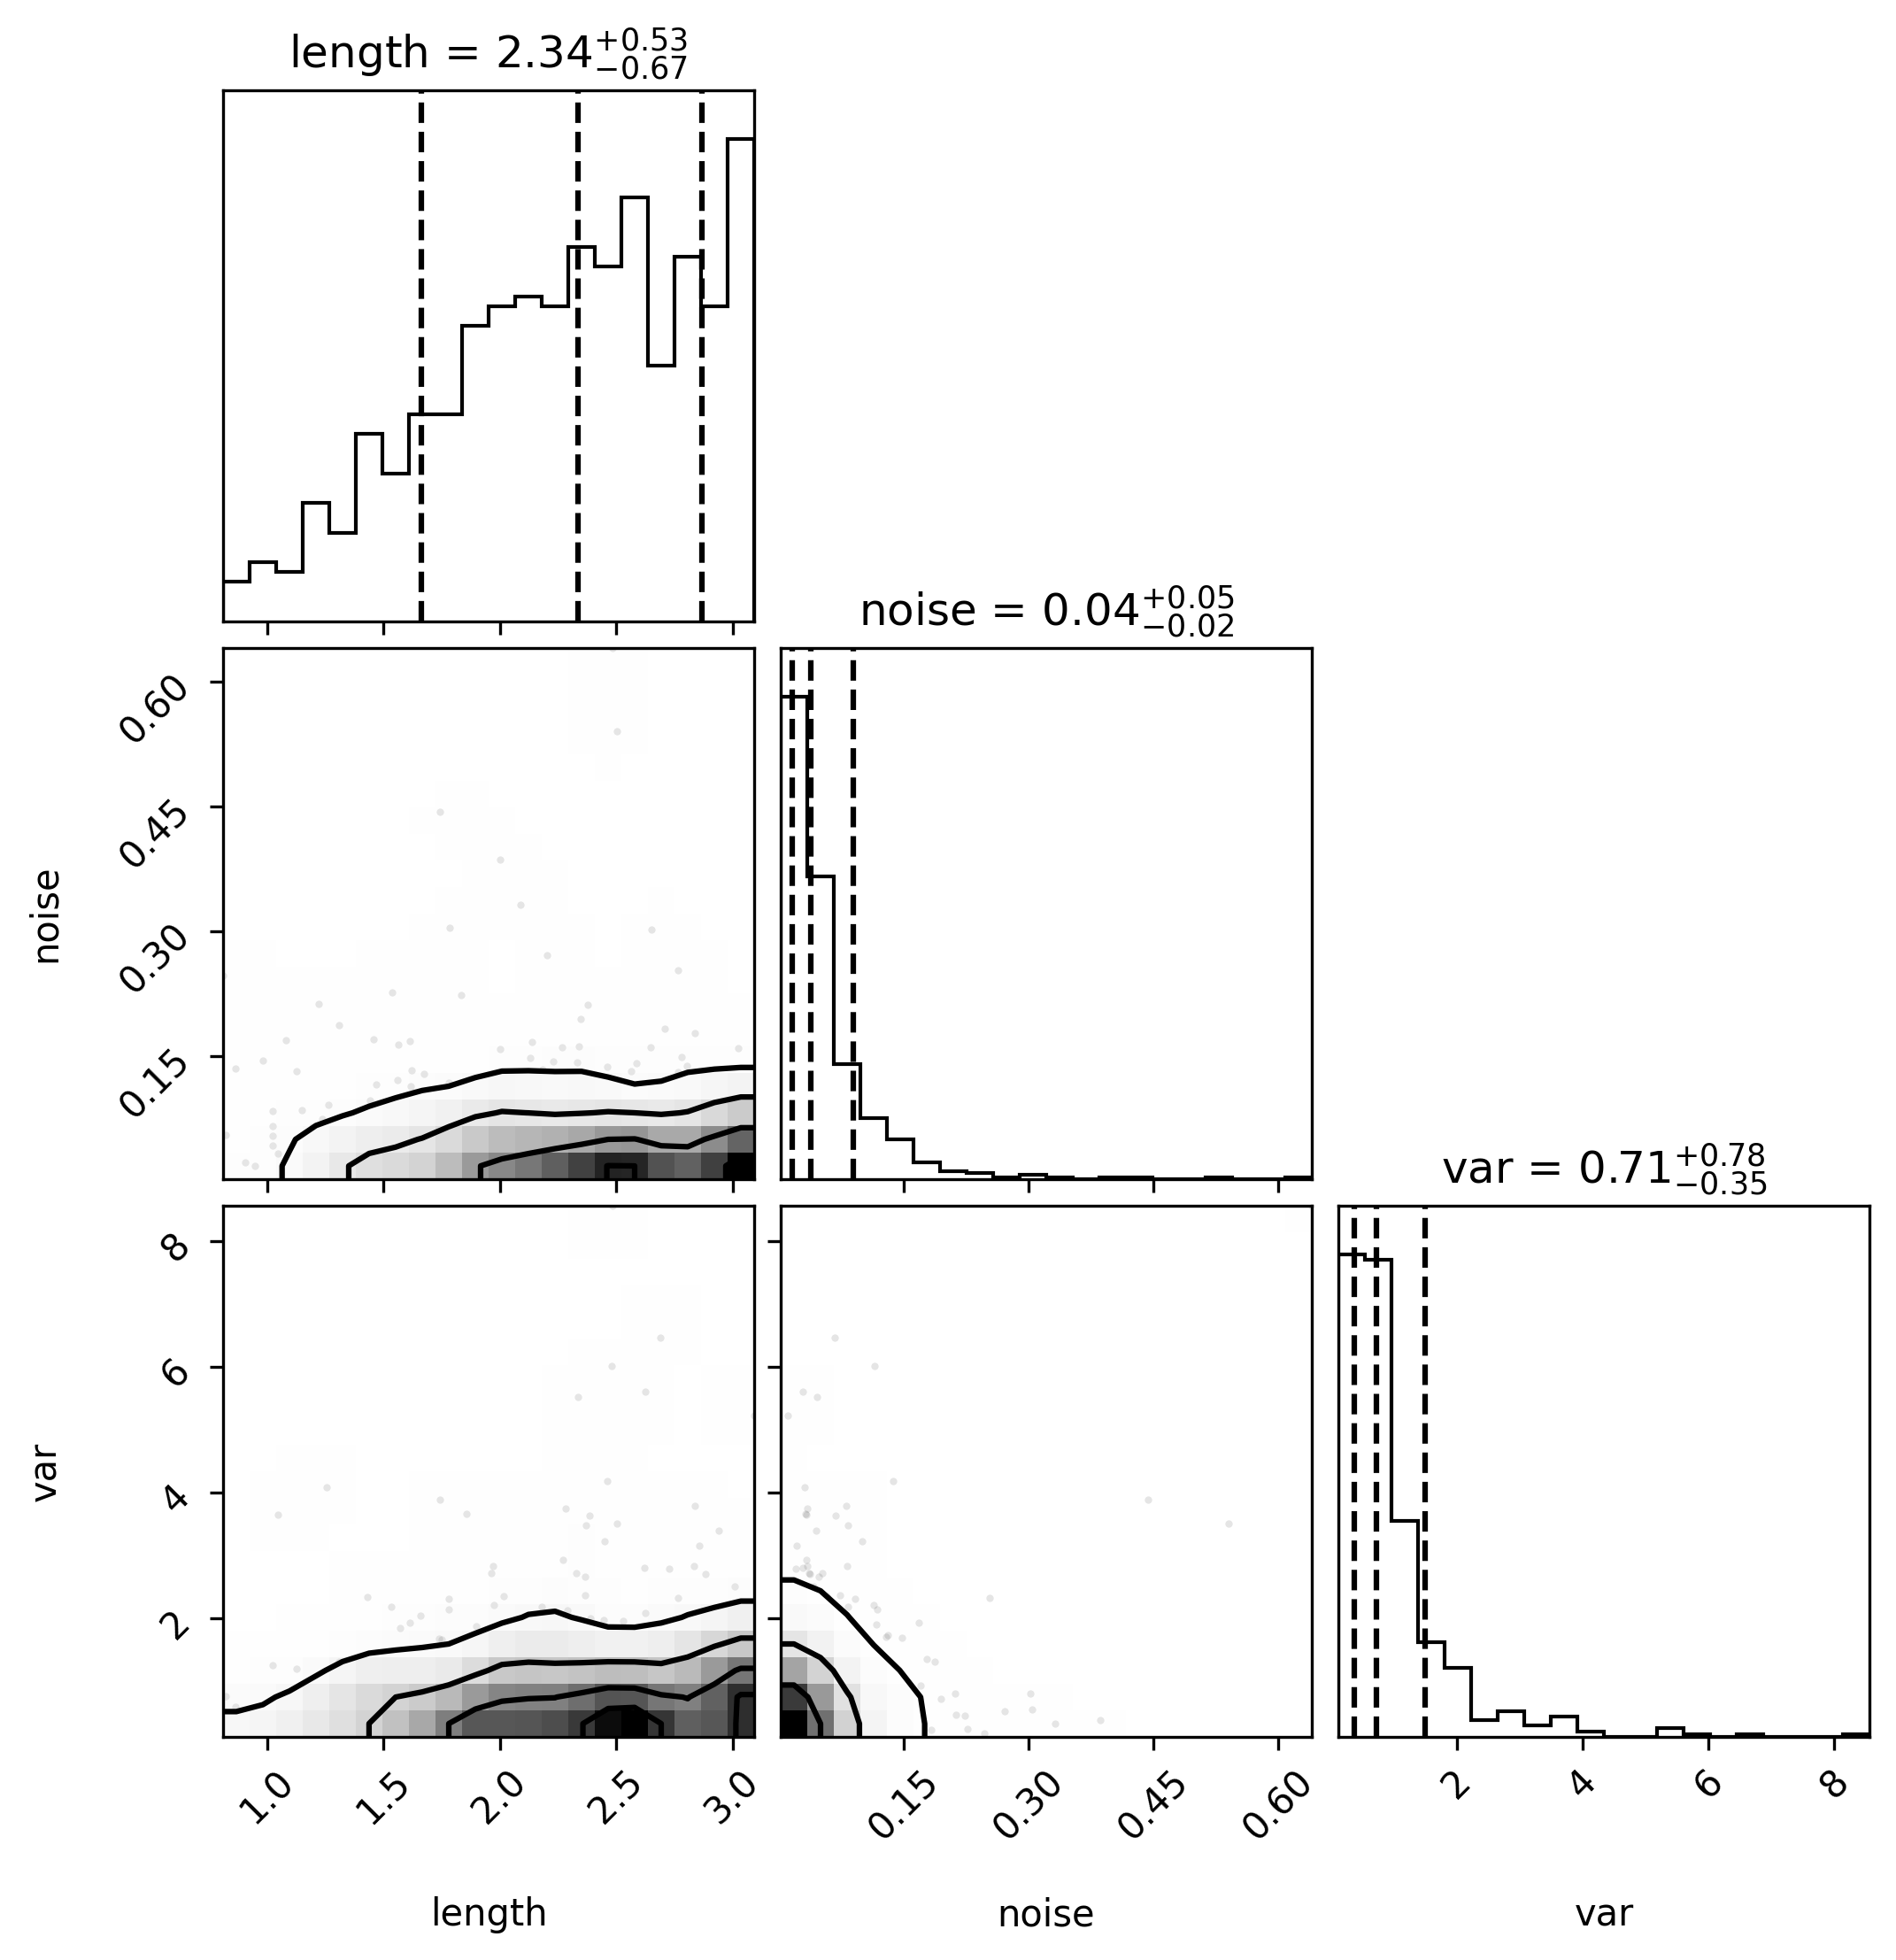 length = 2.34+0.53−0.67
noise = 0.04+0.05−0.02
0.60
0.45
0.30
0.15
noise
var = 0.71+0.78−0.35
8
6
4
2
var
1.0 1.5 2.0 2.5 3.0 0.15 0.30 0.45 0.60 2 4 6 8
length noise var